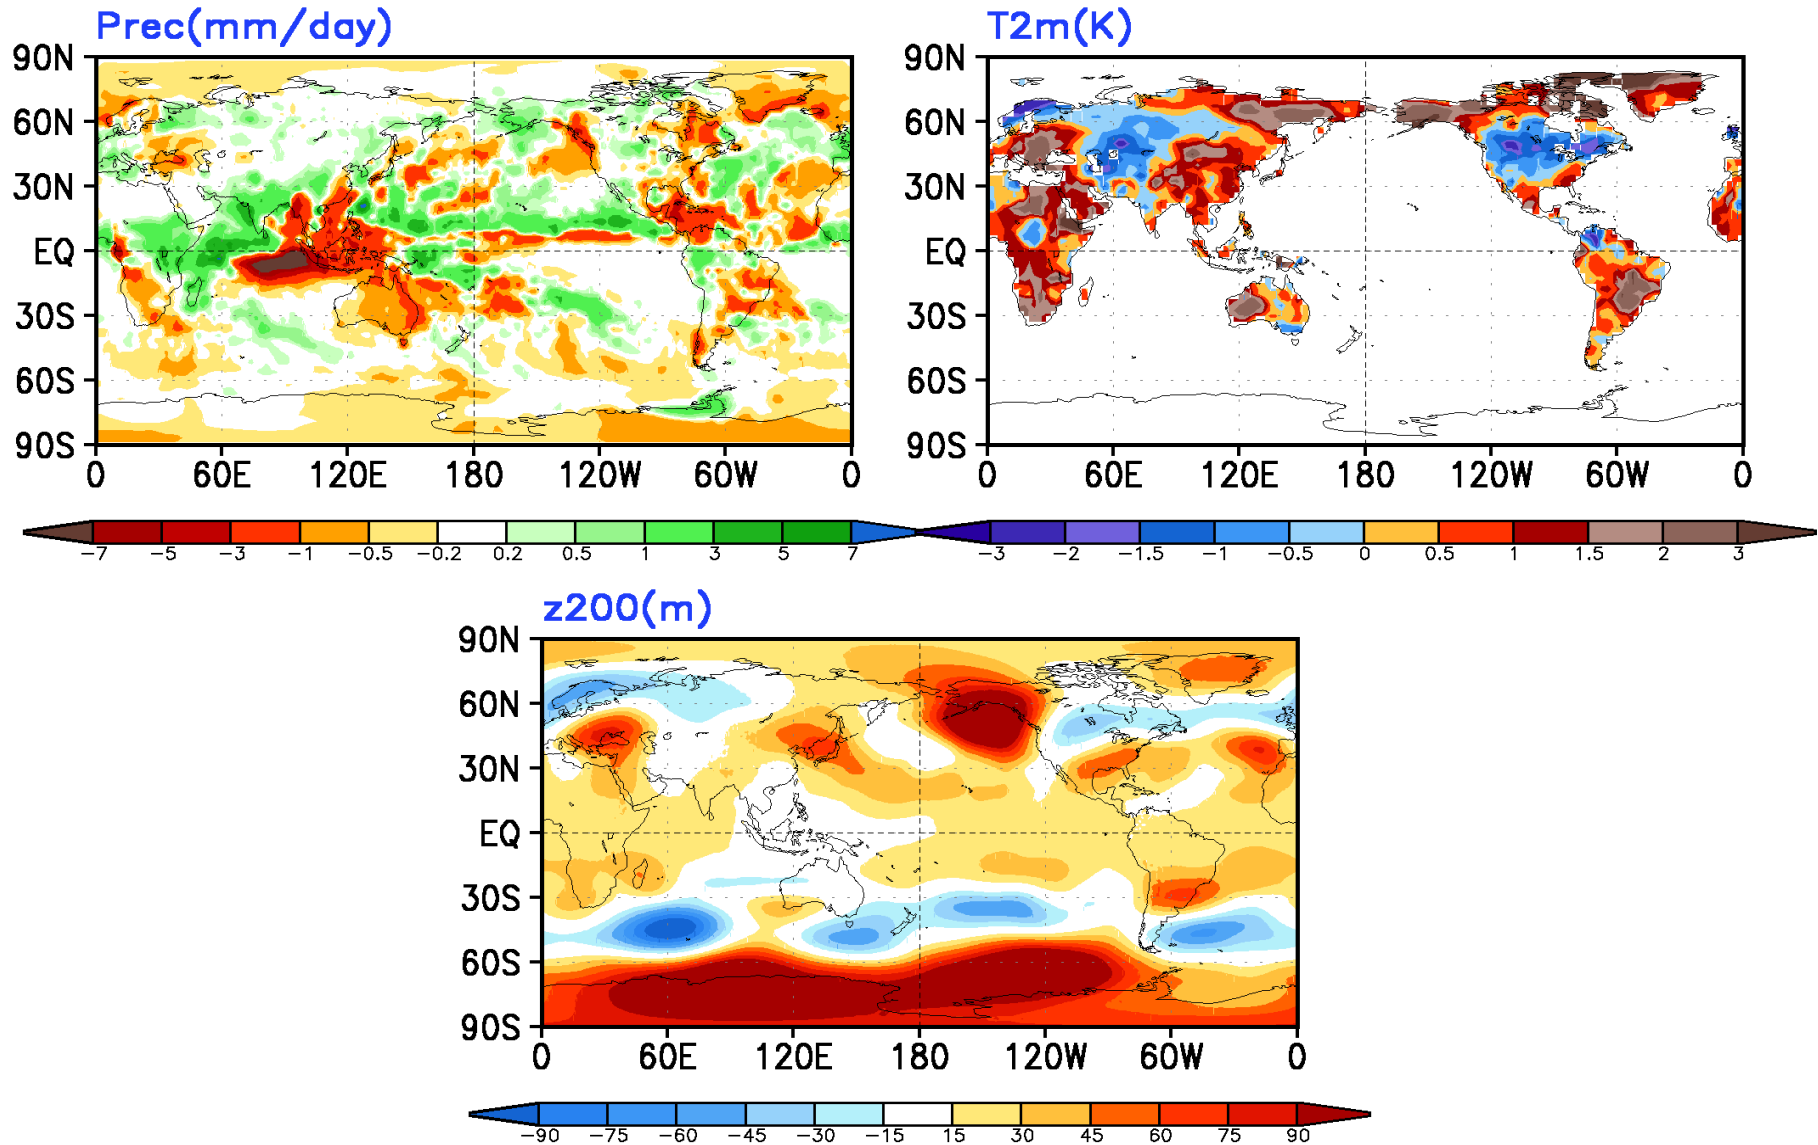 Prec(mm/day)
90N
60N
30N
EQ
30S
60S
90S
0 60E 120E 180 120W 60W 0
-7 -5 -3 -1 -0.5 -0.2 0.2 0.5 1 3 5 7
T2m(K)
90N
60N
30N
EQ
30S
60S
90S
0 60E 120E 180 120W 60W 0
-3 -2 -1.5 -1 -0.5 0 0.5 1 1.5 2 3
z200(m)
90N
60N
30N
EQ
30S
60S
90S
0 60E 120E 180 120W 60W 0
-90 -75 -60 -45 -30 -15 15 30 45 60 75 90